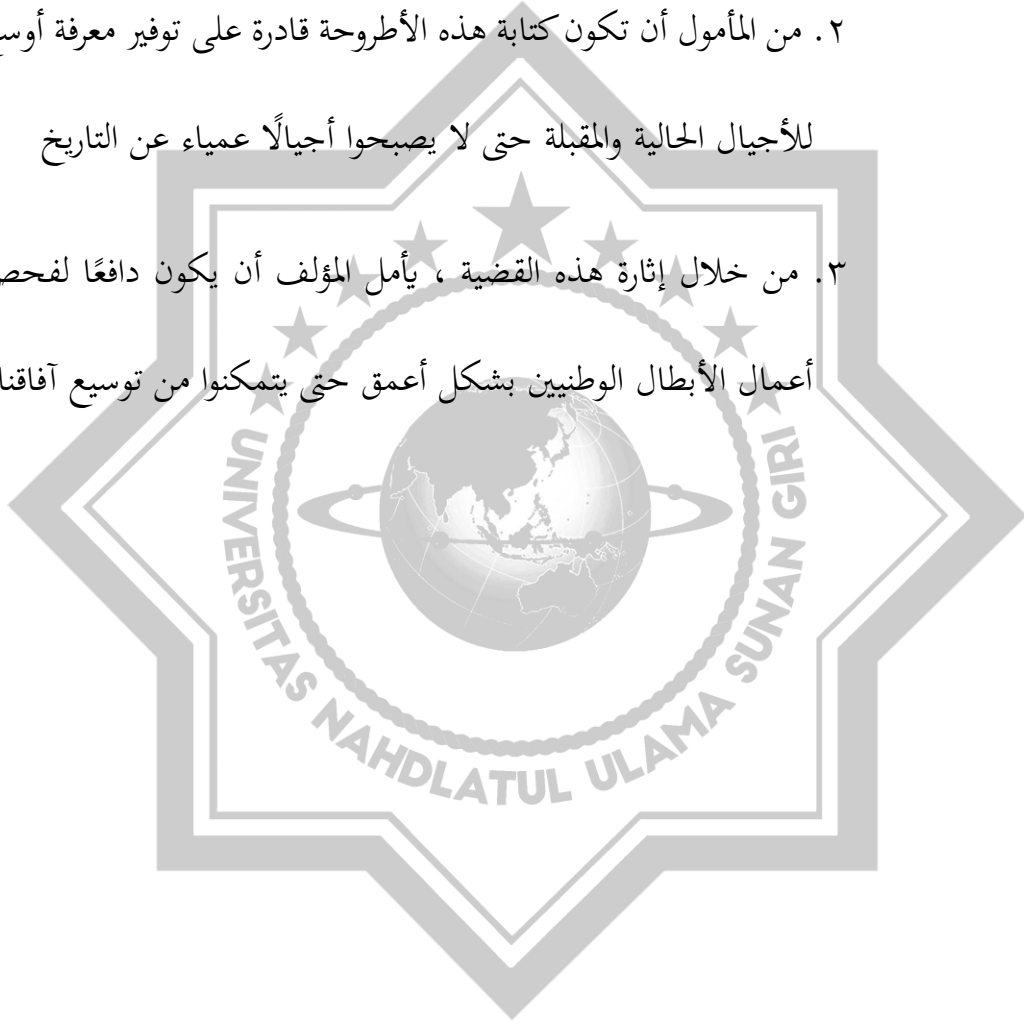 ٢. من المأمول أن تكون كتابة هذه الأطروحة قادرة على توفير معرفة
للأجيال الحالية والمقبلة حتى لا يصبحوا أجيالًا عمياء عن التاريخ
٣. من خلال إثارة هذه القضية ، يأمل المؤلف أن يكون دافعًا لفحص
أعمال الأبطال الوطنيين بشكل أعمق حتى يتمكنوا من توسيع آفاقنا
UNIVERSITAS NAHDLATUL ULAMA SUNAN GIRI